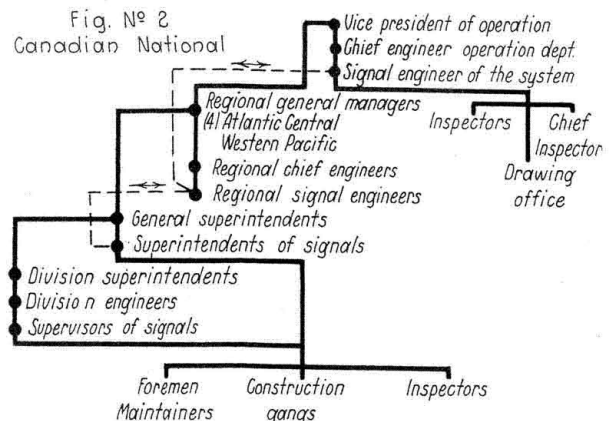 Fig. Nº 2
Canadian National
Vice president of operation
Chief engineer operation dept.
Signal engineer of the system
Regional general managers
(4) Atlantic Central
Western Pacific
Regional chief engineers
Regional signal engineers
Inspectors
Chief
Inspector
Drawing
office
General superintendents
Superintendents of signals
Division superintendents
Division engineers
Supervisors of signals
Foremen
Maintainers
Construction
gangs
Inspectors